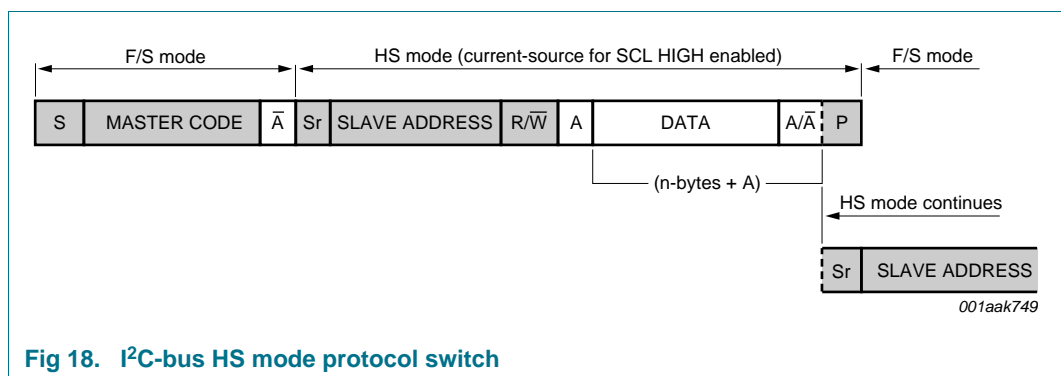 F/S mode HS mode (current-source for SCL HIGH enabled) F/S mode
S MASTER CODE A̅ Sr SLAVE ADDRESS R/W̅ A DATA A/A̅ P
(n-bytes + A)
HS mode continues
Sr SLAVE ADDRESS
001aak749
Fig 18. I²C-bus HS mode protocol switch